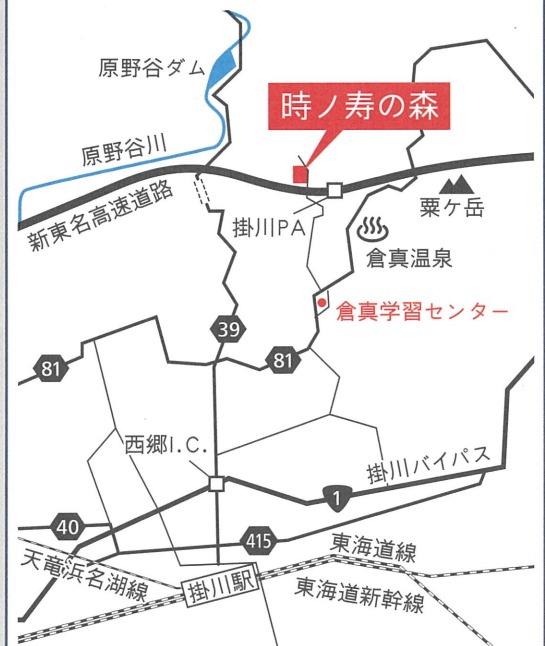 原野谷ダム
時ノ寿の森
原野谷川
新東名高速道路
掛川PA
粟ヶ岳
倉真温泉
倉真学習センター
39
81
81
西郷I.C.
掛川バイパス
1
40
415
天竜浜名湖線
掛川駅
東海道線
東海道新幹線